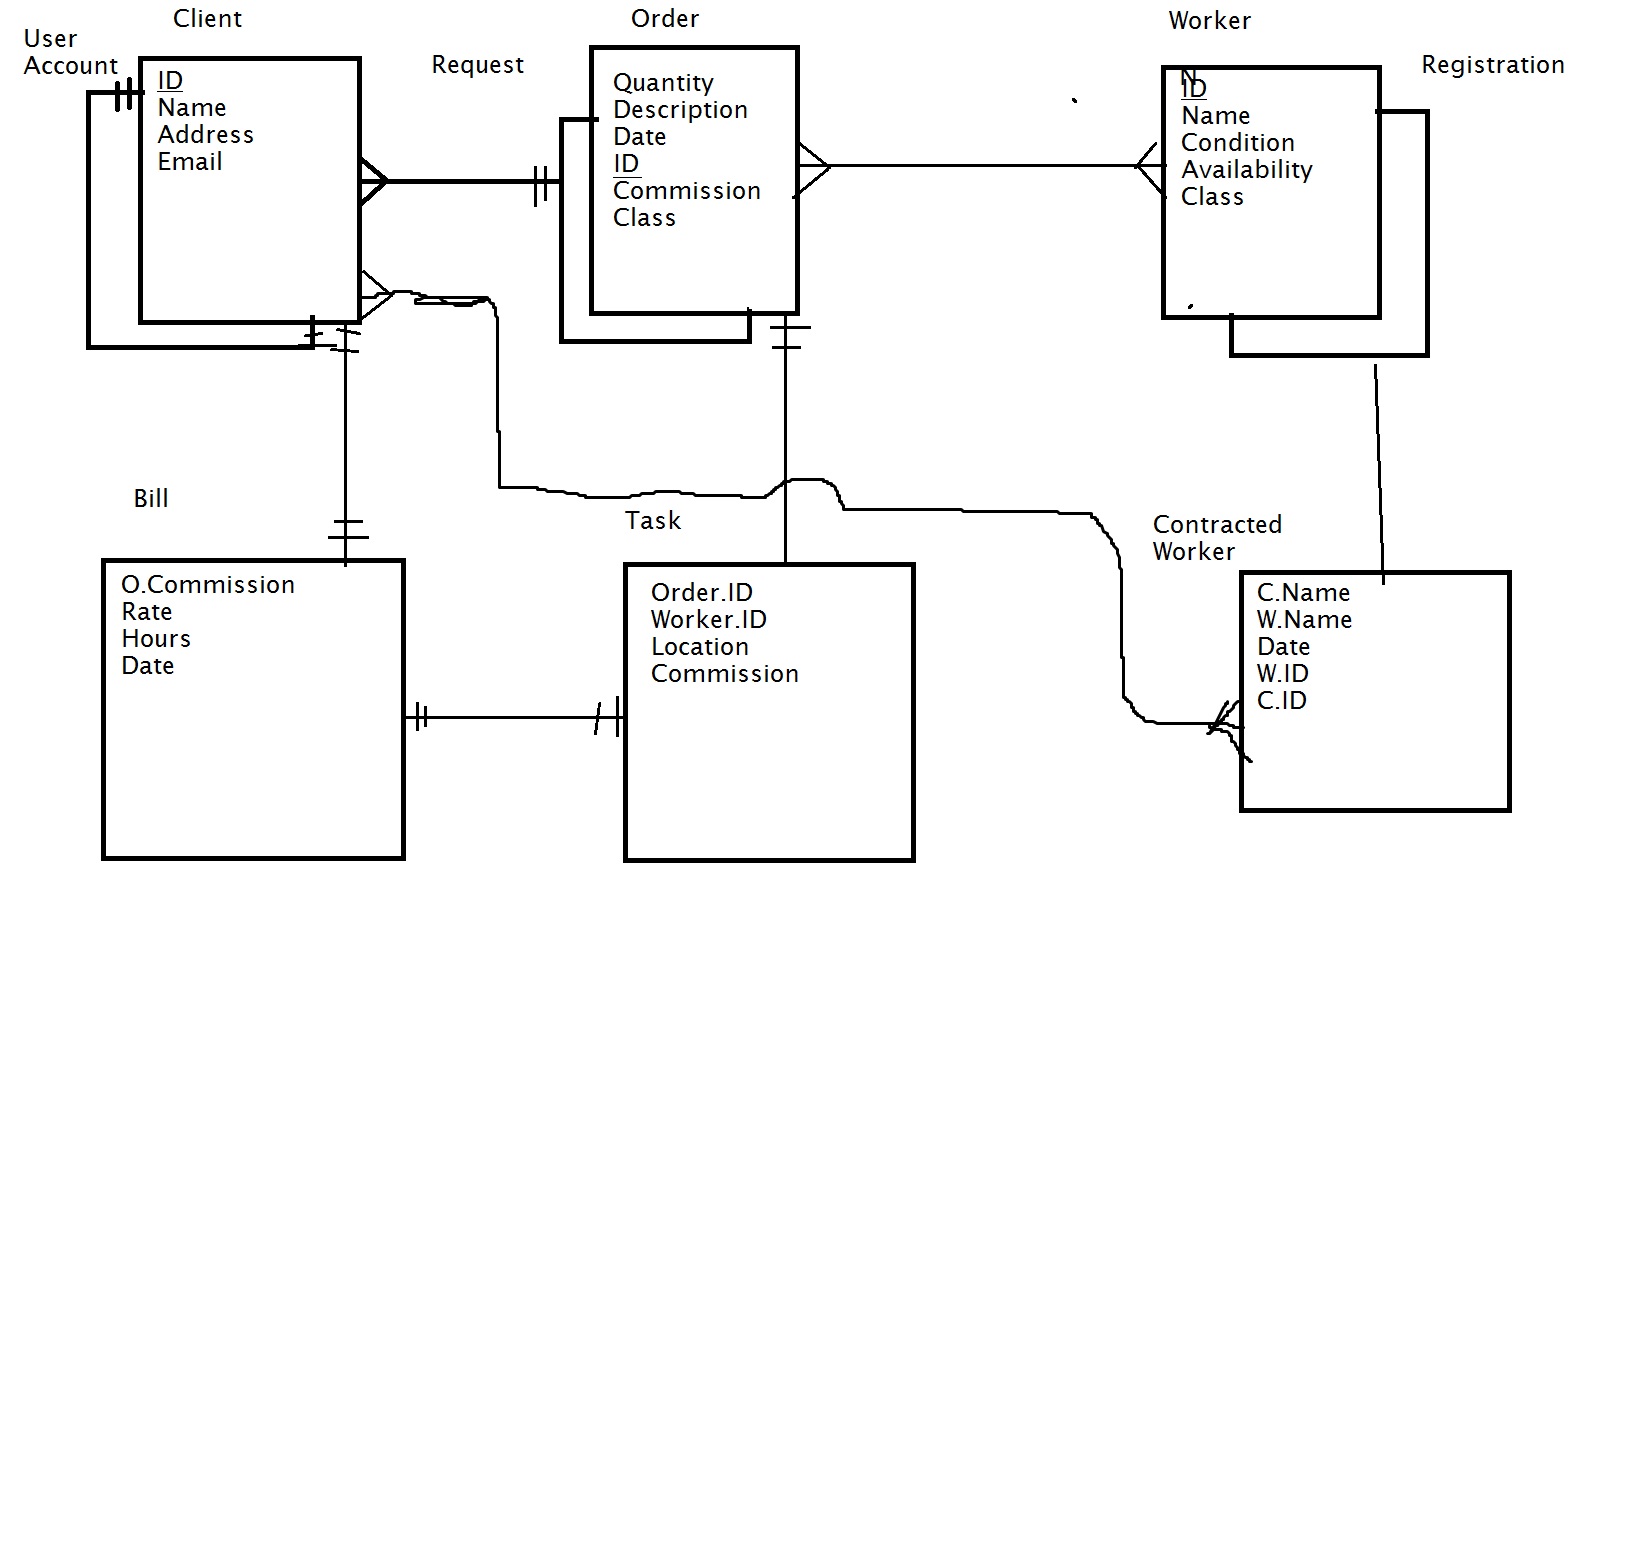 Client
Order
Worker
User
Account
Request
Registration
ID
Name
Address
Email
Quantity
Description
Date
ID
Commission
Class
N
ID
Name
Condition
Availability
Class
Bill
Task
Contracted
Worker
O.Commission
Rate
Hours
Date
Order.ID
Worker.ID
Location
Commission
C.Name
W.Name
Date
W.ID
C.ID